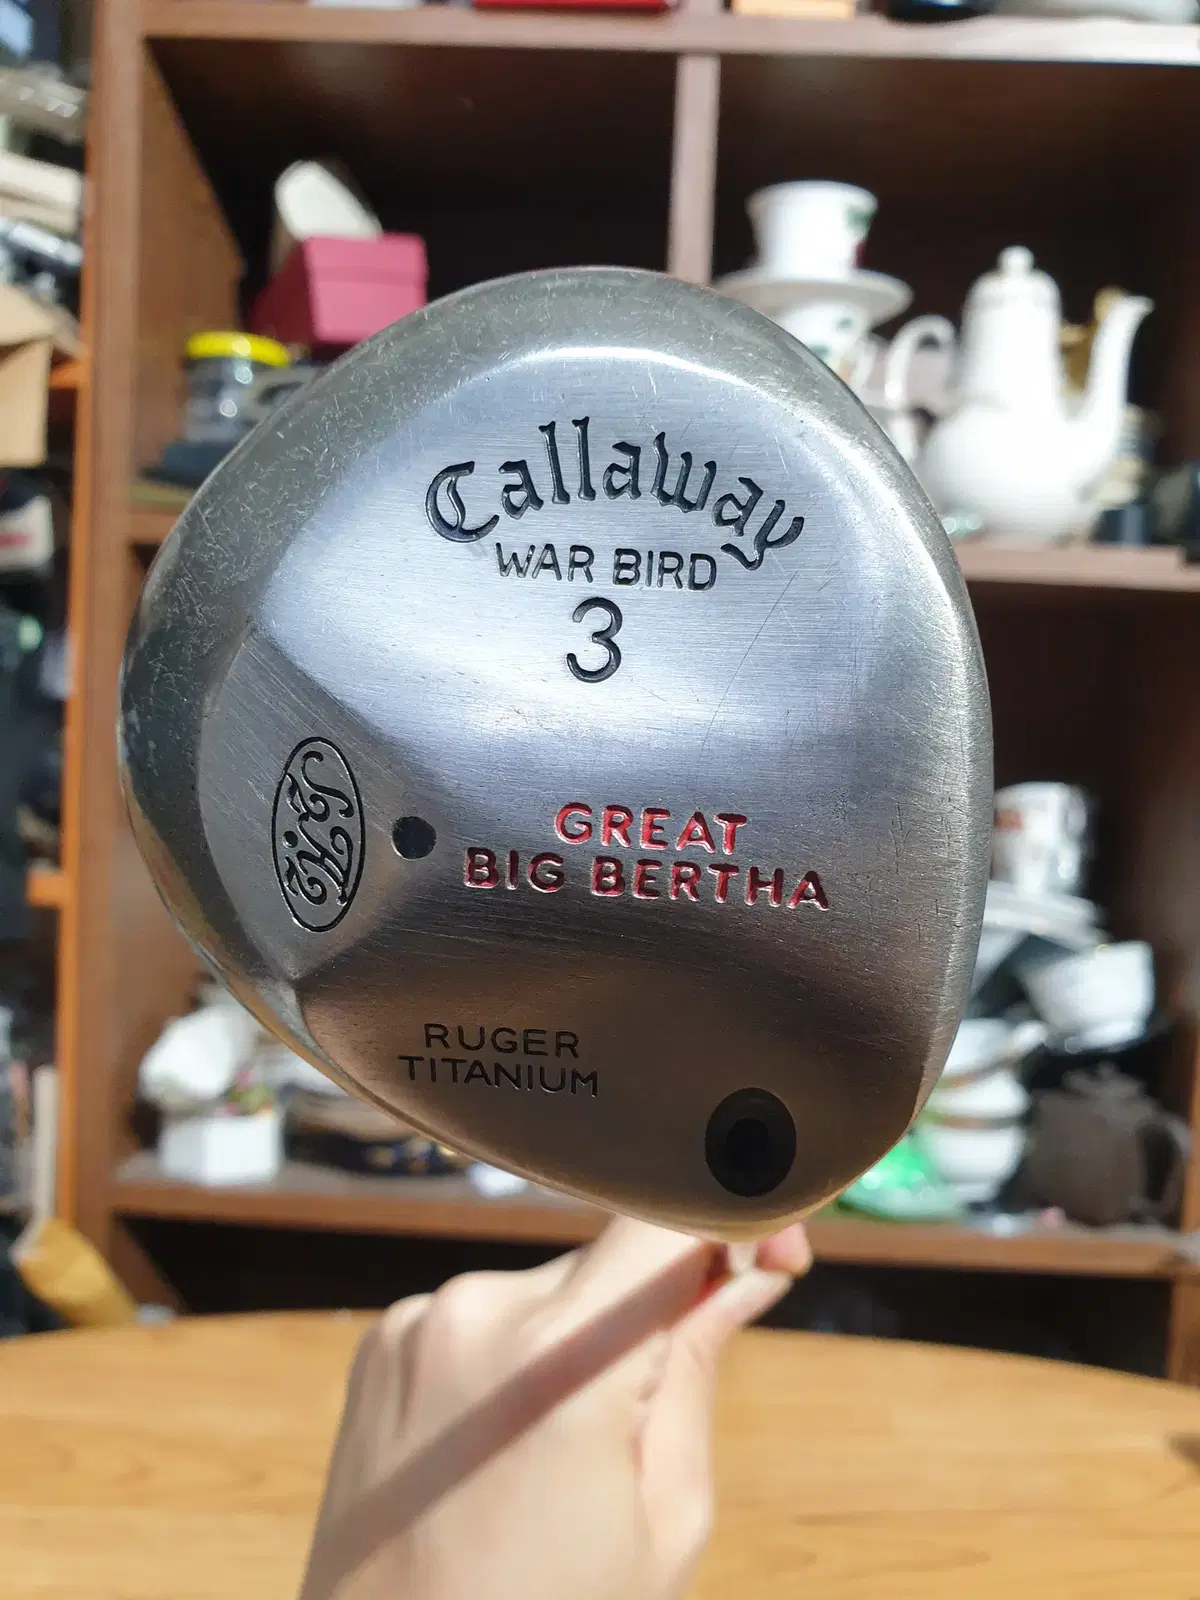 Callaway
WAR BIRD
3
GREAT
BIG BERTHA
RUGER
TITANIUM